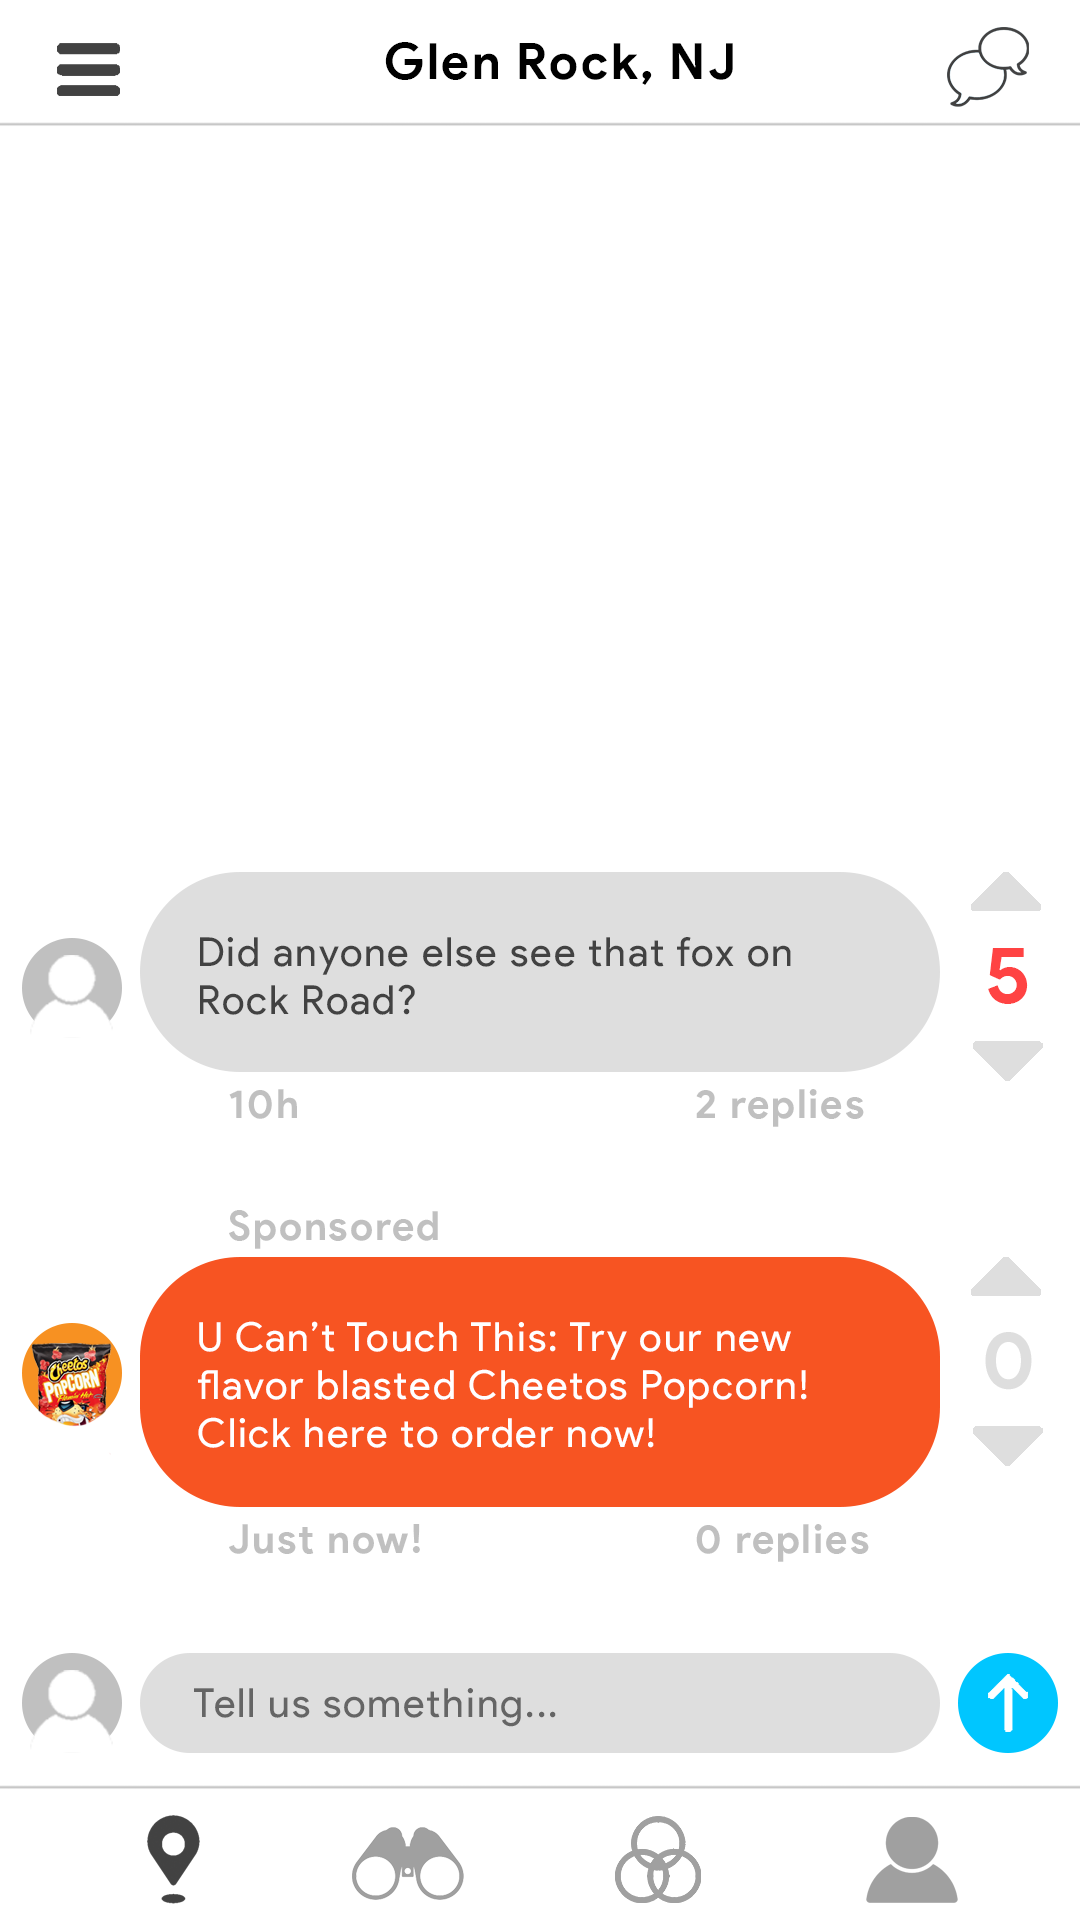 Glen Rock, NJ
Did anyone else see that fox on
Rock Road?
5
10h 2 replies
Sponsored
Cheetos
POPCORN
Flamin' Hot
U Can’t Touch This: Try our new
flavor blasted Cheetos Popcorn!
Click here to order now!
0
Just now! 0 replies
Tell us something...